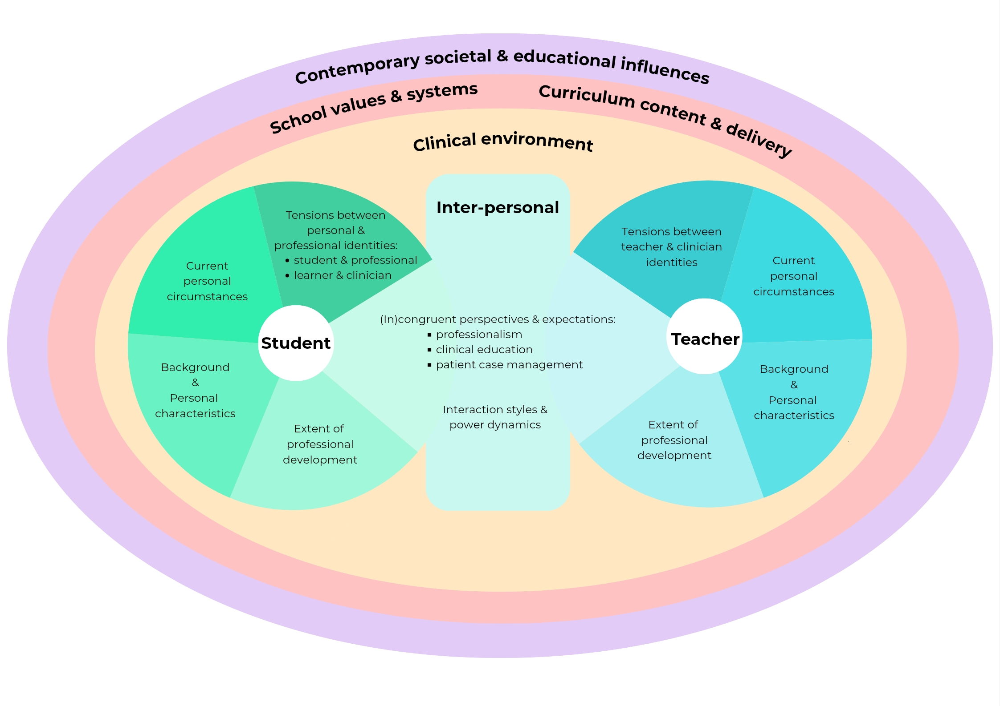 Contemporary societal & educational influences
School values & systems
Curriculum content & delivery
Clinical environment
Inter-personal
Tensions between
personal &
professional identities:
• student & professional
• learner & clinician
Current
personal
circumstances
Student
Background
&
Personal
characteristics
Extent of
professional
development
(In)congruent perspectives & expectations:
▪ professionalism
▪ clinical education
▪ patient case management
Interaction styles &
power dynamics
Tensions between
teacher & clinician
identities
Current
personal
circumstances
Teacher
Background
&
Personal
characteristics
Extent of
professional
development